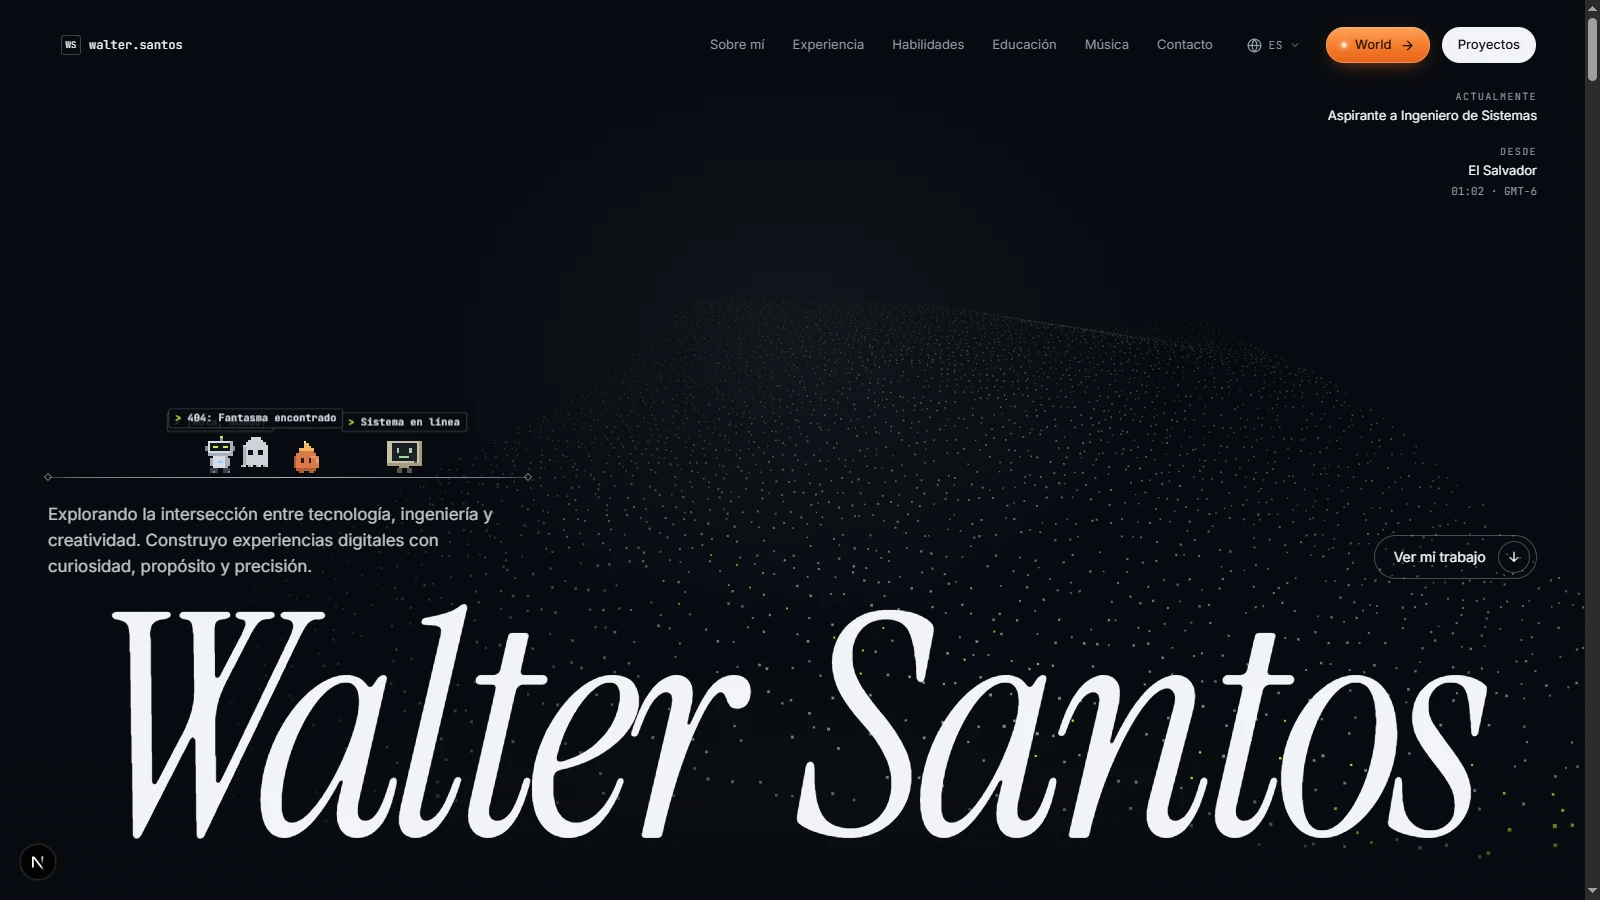 WS walter.santos
Sobre mí Experiencia Habilidades Educación Música Contacto ES World → Proyectos
ACTUALMENTE
Aspirante a Ingeniero de Sistemas
DESDE
El Salvador
01:02 · GMT-6
> 404: Fantasma encontrado
> Sistema en línea
Explorando la intersección entre tecnología, ingeniería y
creatividad. Construyo experiencias digitales con
curiosidad, propósito y precisión.
Ver mi trabajo ↓
Walter Santos
N